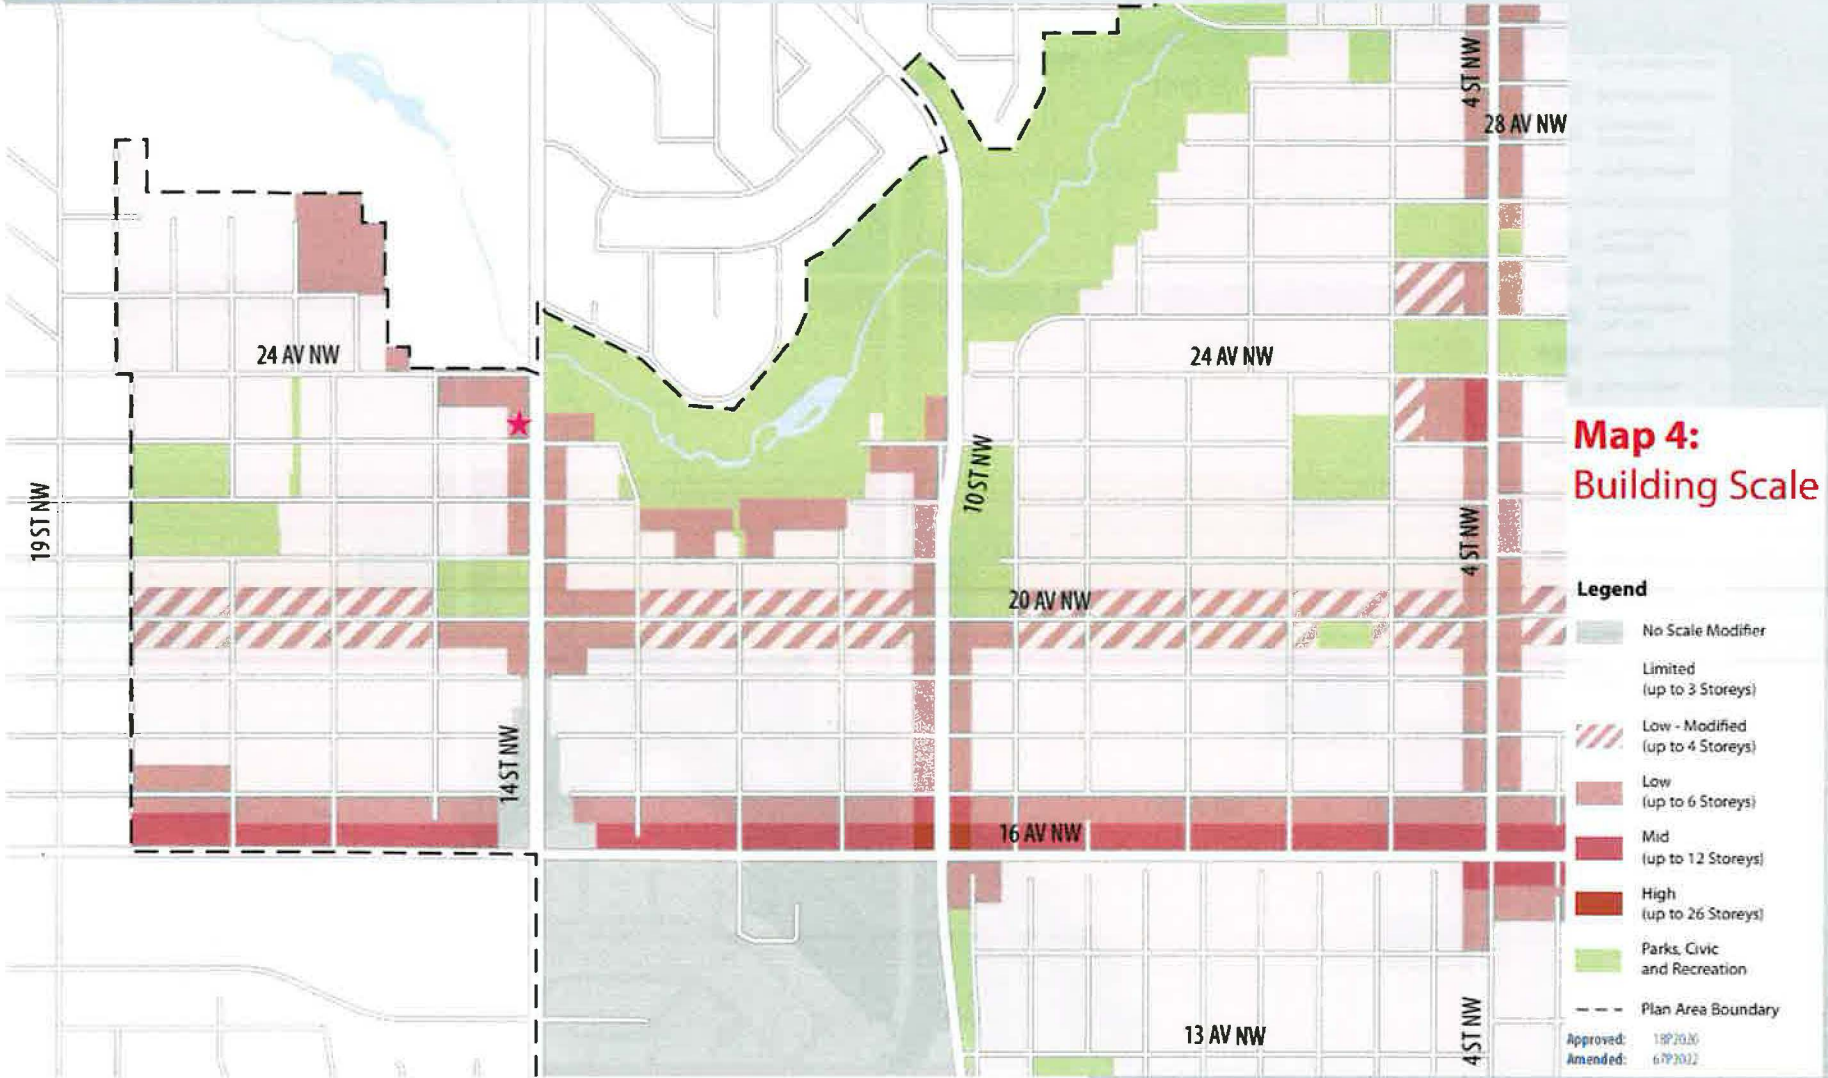 4 ST NW
28 AV NW
24 AV NW
24 AV NW
Map 4:
Building Scale
19 ST NW
10 ST NW
4 ST NW
20 AV NW
14 ST NW
16 AV NW
13 AV NW
4 ST NW
Legend
No Scale Modifier
Limited
(up to 3 Storeys)
Low - Modified
(up to 4 Storeys)
Low
(up to 6 Storeys)
Mid
(up to 12 Storeys)
High
(up to 26 Storeys)
Parks, Civic
and Recreation
Plan Area Boundary
Approved:
Amended: